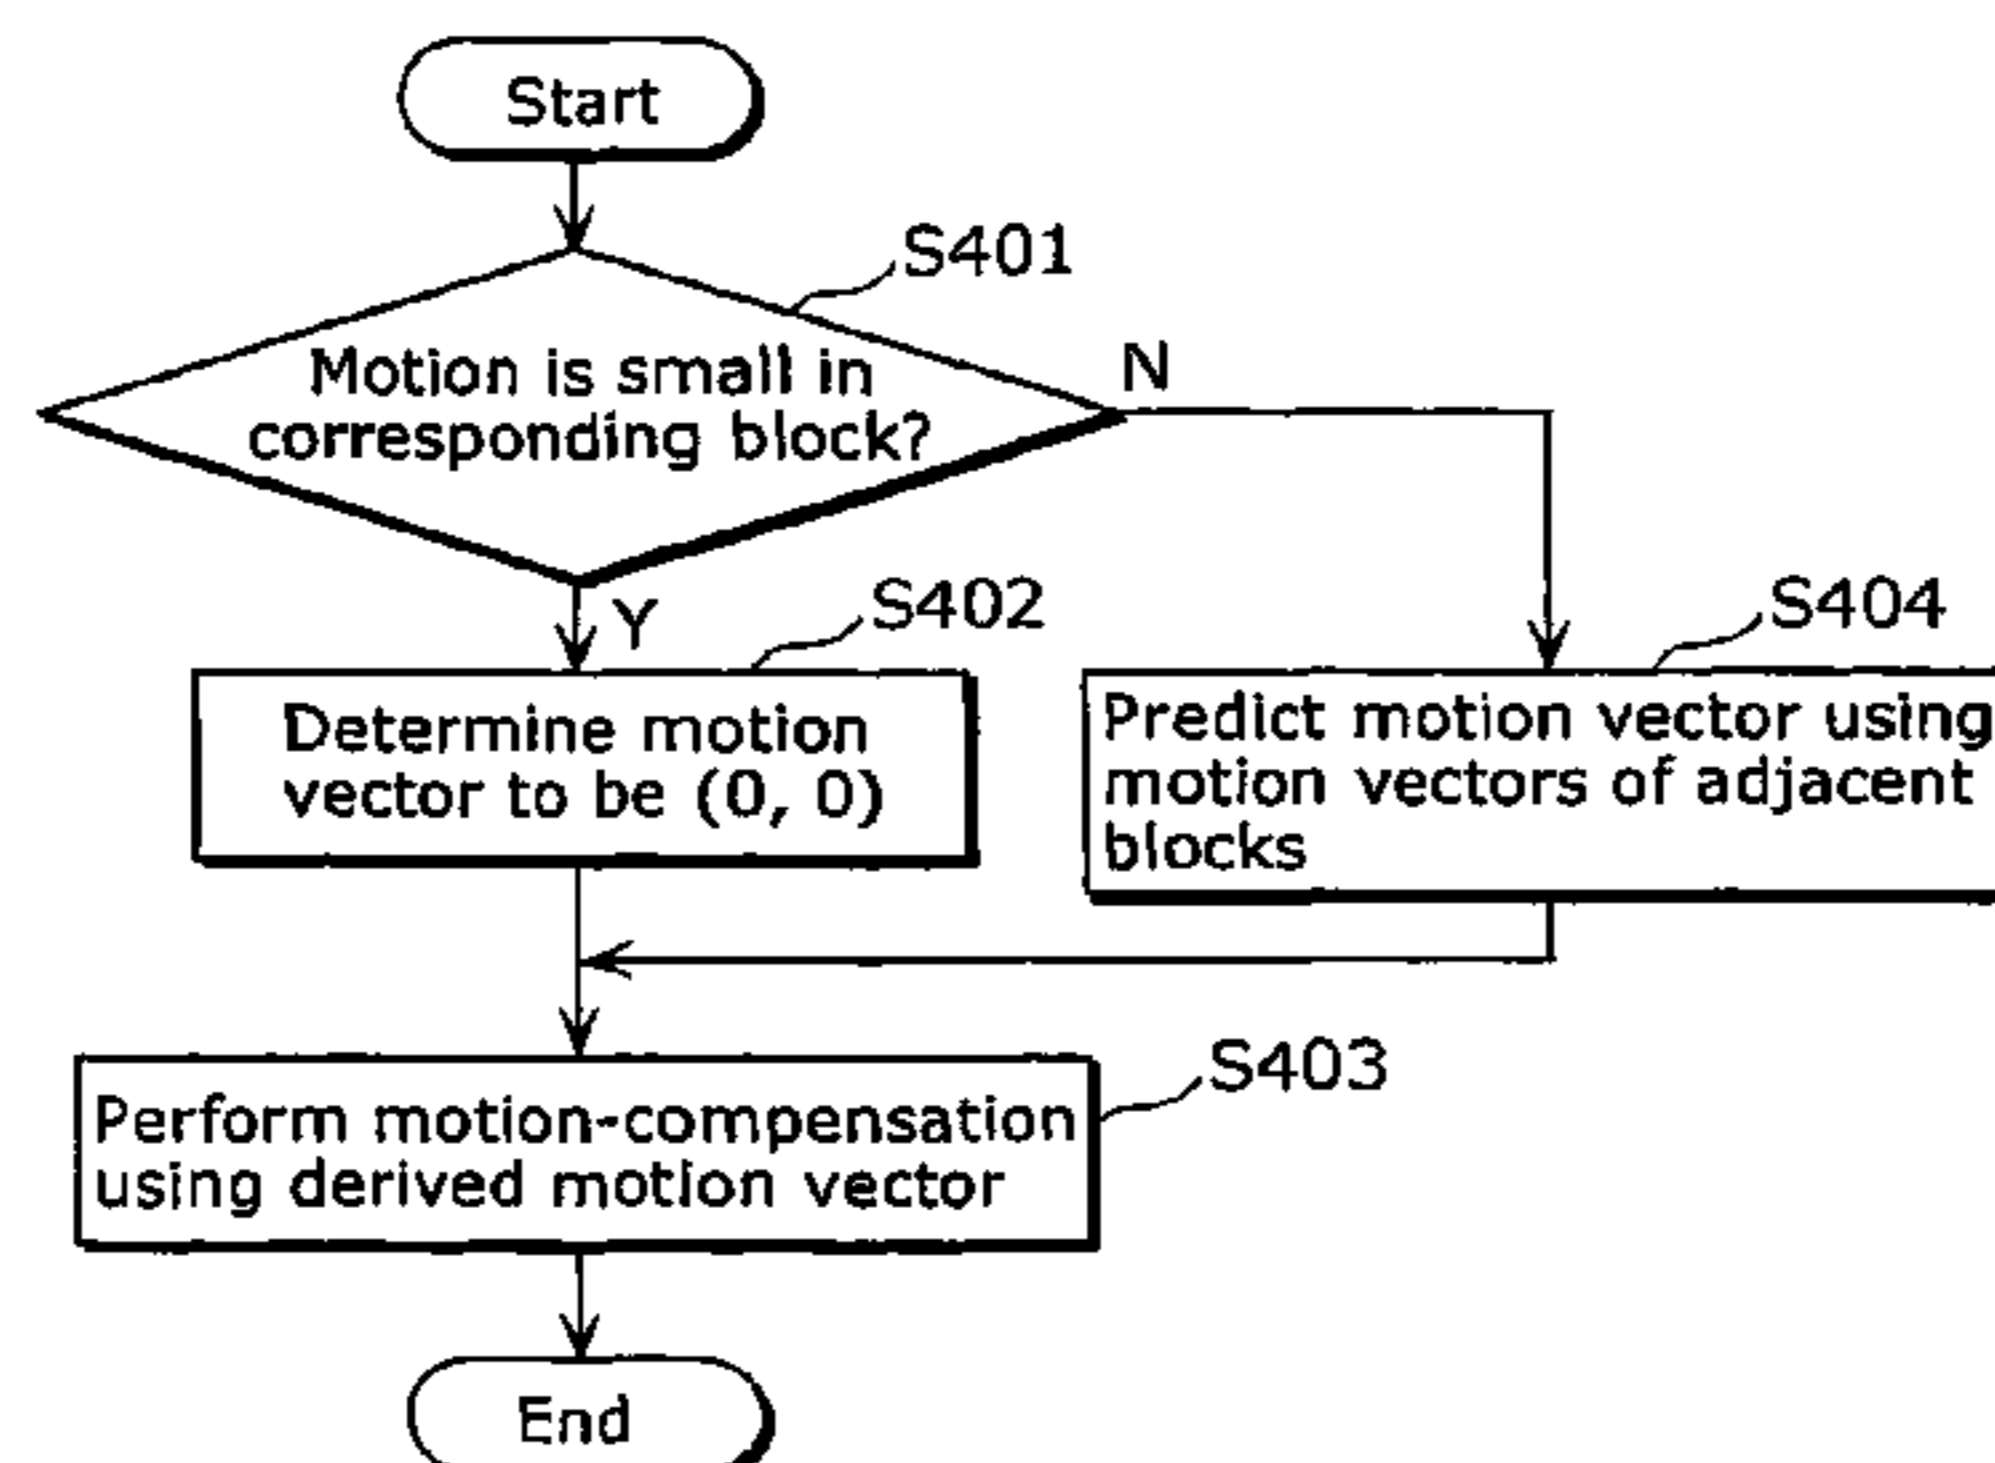 Start
S401
Motion is small in
corresponding block?
N
Y
S402
S404
Determine motion
vector to be (0, 0)
Predict motion vector using
motion vectors of adjacent
blocks
S403
Perform motion-compensation
using derived motion vector
End